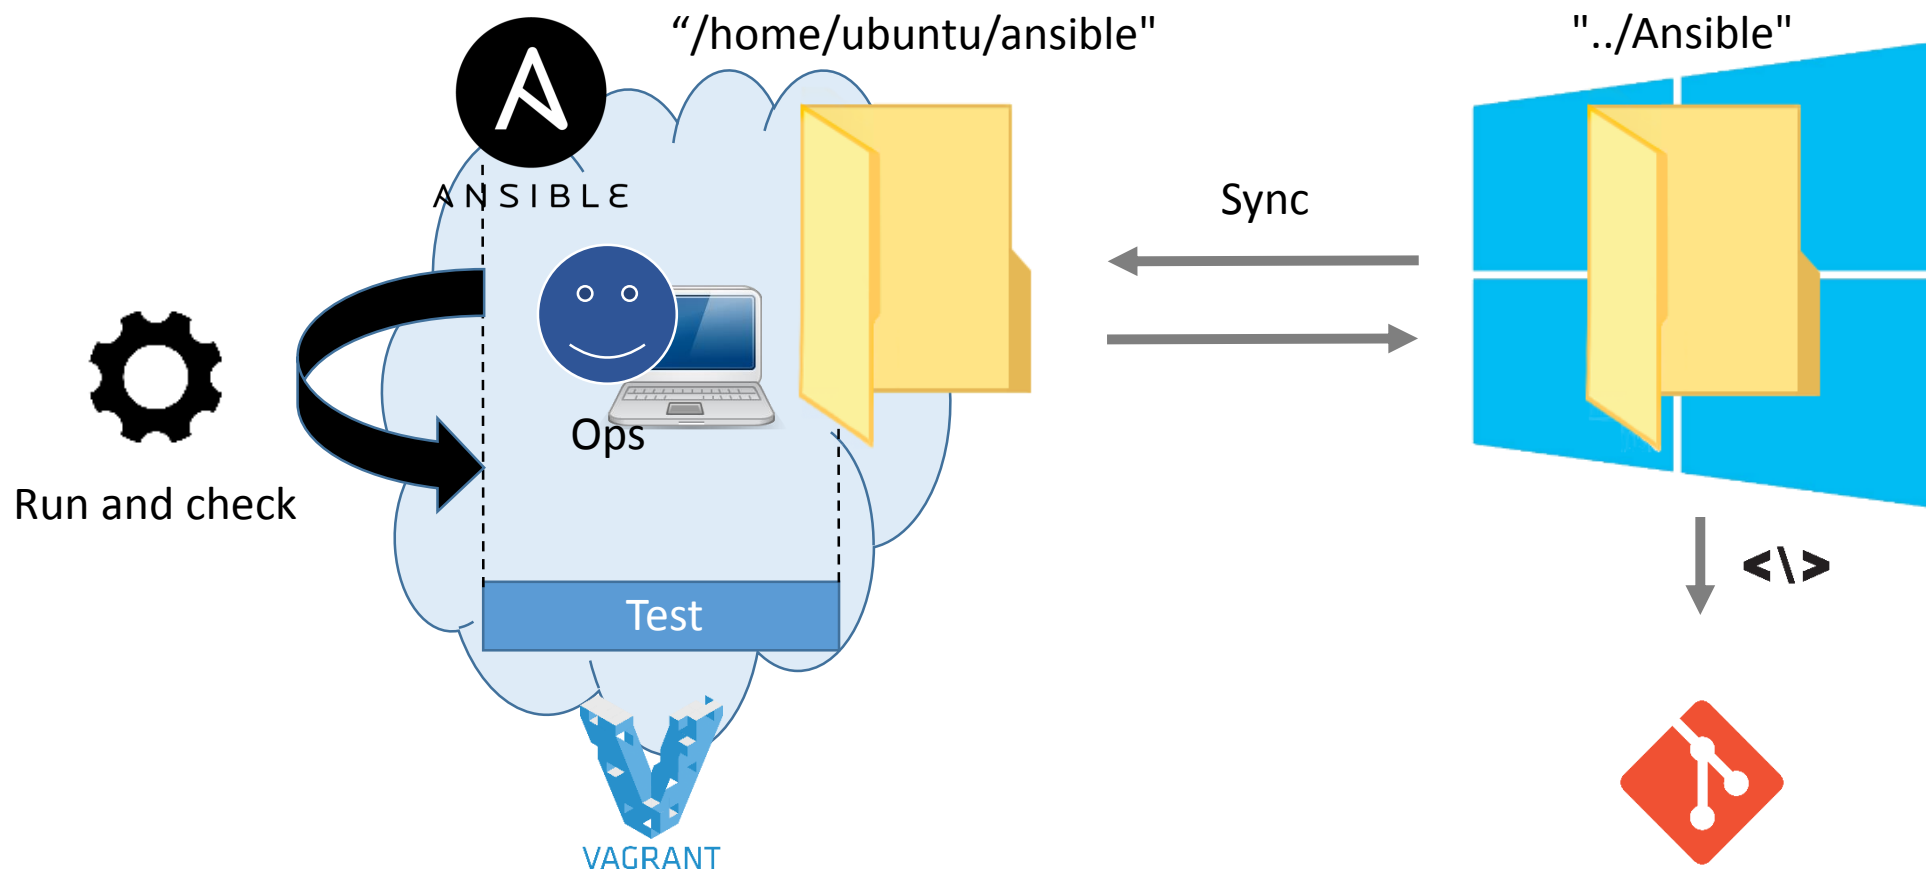 “/home/ubuntu/ansible"
"../Ansible"
ANSIBLE
Sync
Ops
Run and check
<\>
Test
VAGRANT